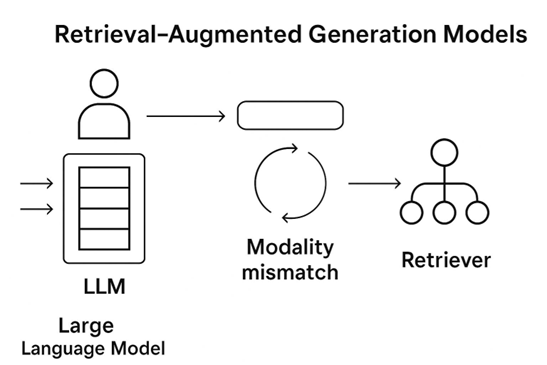 Retrieval–Augmented Generation Models
LLM
Large
Language Model
Modality
mismatch
Retriever